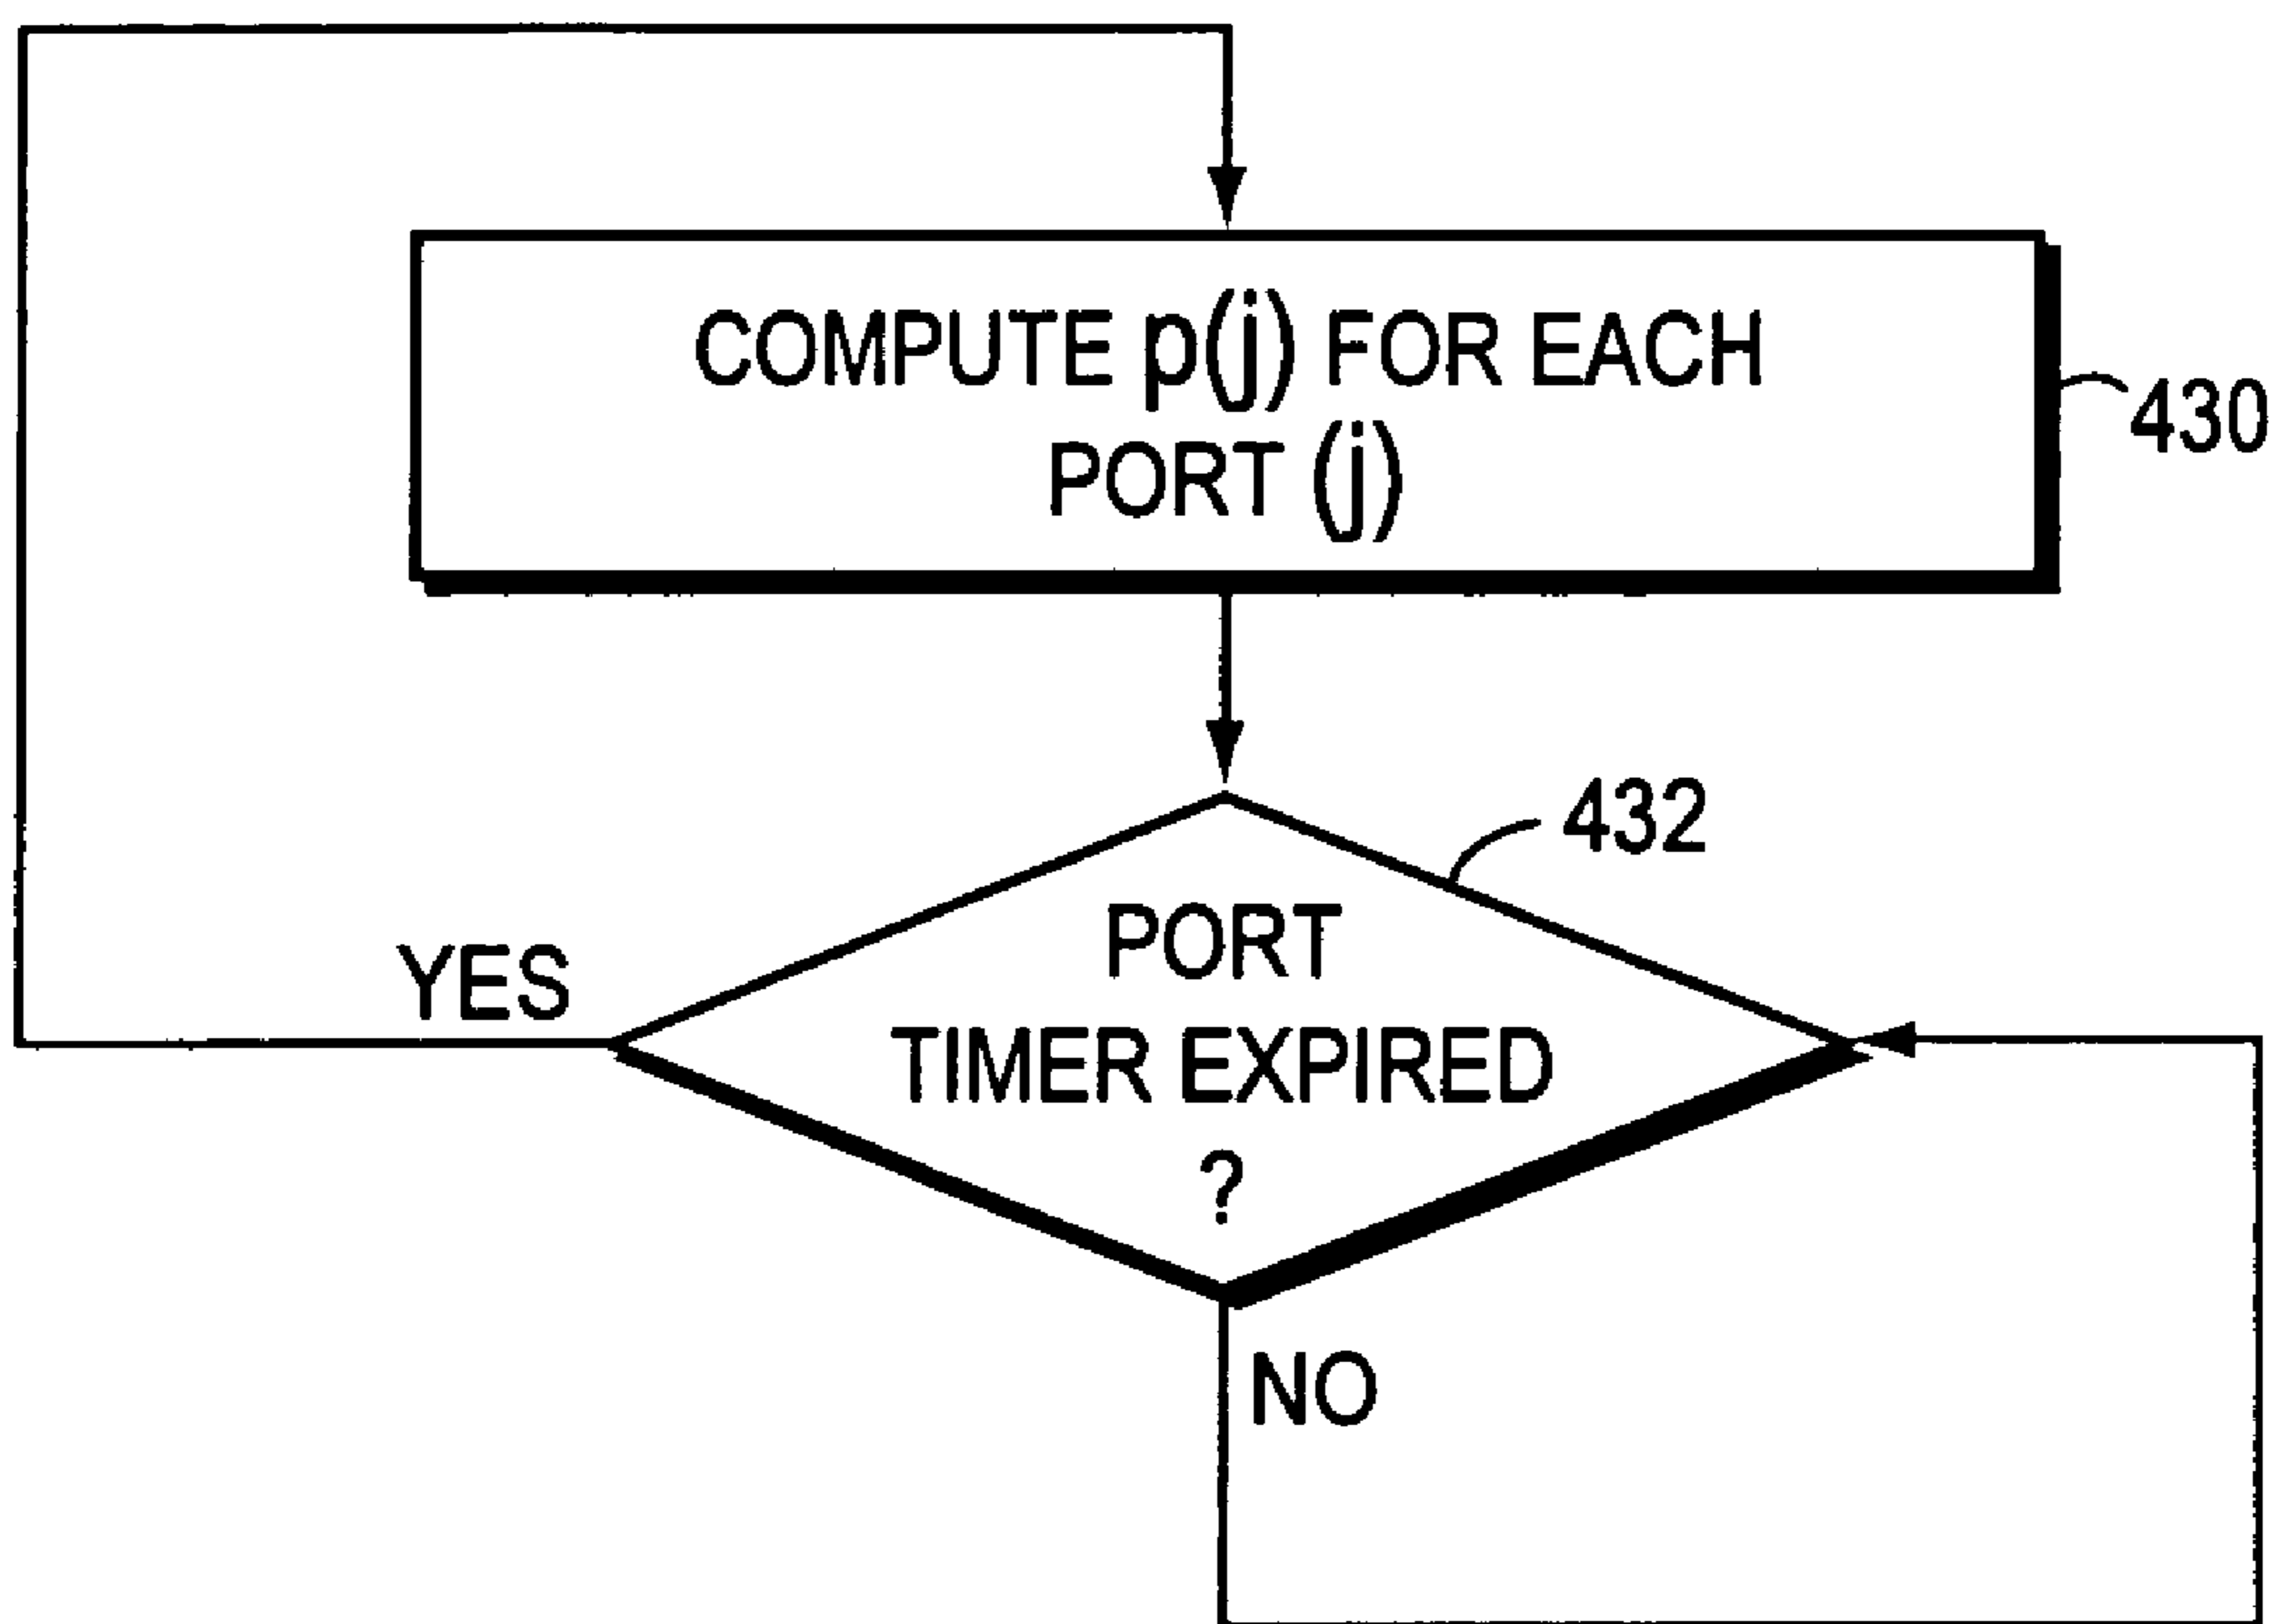 COMPUTE p(j) FOR EACH
PORT (j)
430
432
PORT
TIMER EXPIRED
?
YES
NO